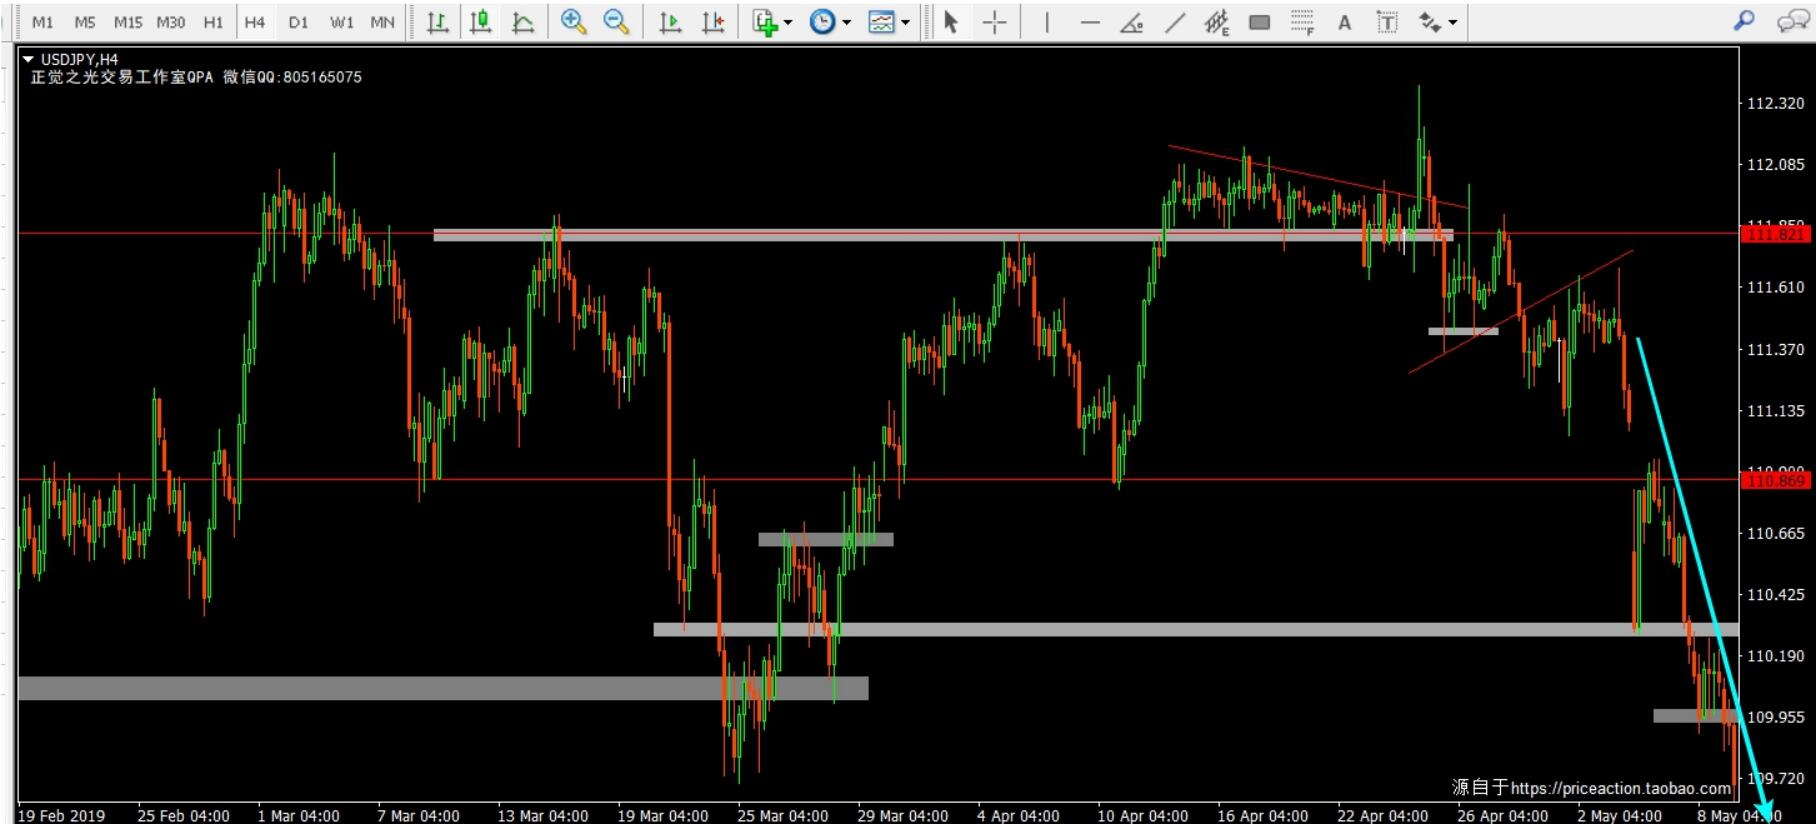 M1 M5 M15 M30 H1 H4 D1 W1 MN
E F A T
USDJPY,H4
正觉之光交易工作室QPA 微信QQ:805165075
112.320
112.085
111.850
111.821
111.610
111.370
111.135
110.869
110.665
110.425
110.190
109.955
109.720
源自于https://priceaction.taobao.com
19 Feb 2019 25 Feb 04:00 1 Mar 04:00 7 Mar 04:00 13 Mar 04:00 19 Mar 04:00 25 Mar 04:00 29 Mar 04:00 4 Apr 04:00 10 Apr 04:00 16 Apr 04:00 22 Apr 04:00 26 Apr 04:00 2 May 04:00 8 May 04:00